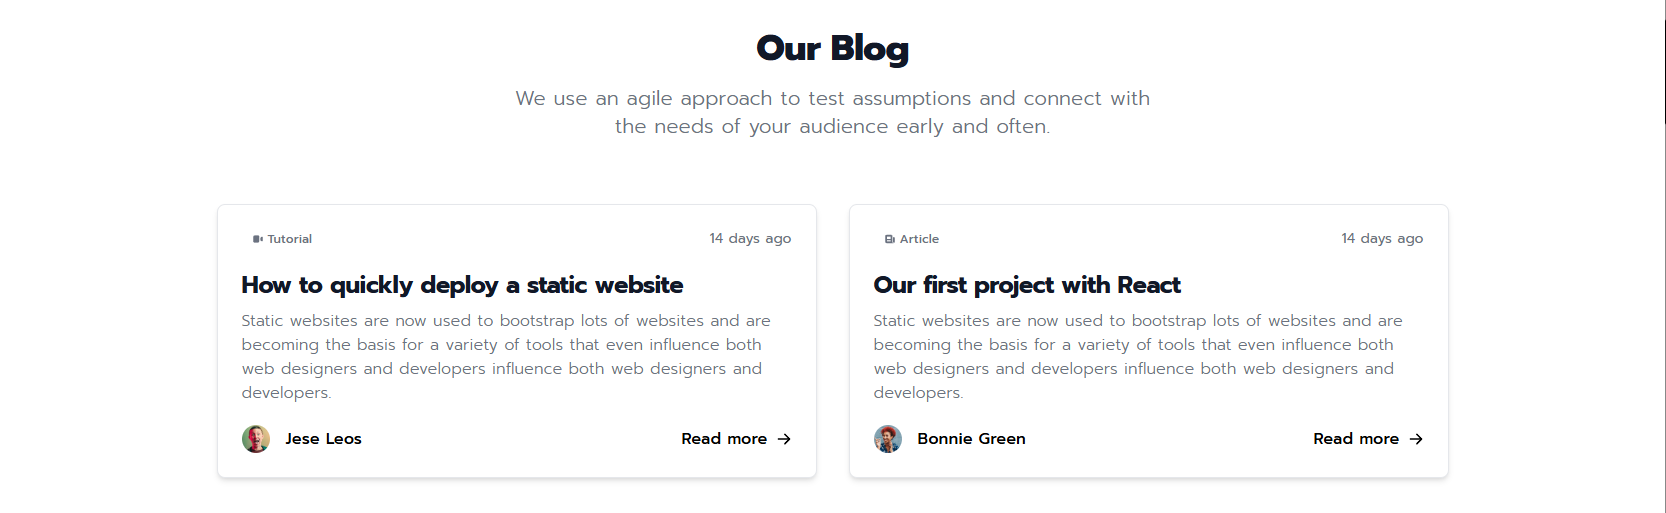 Our Blog
We use an agile approach to test assumptions and connect with
the needs of your audience early and often.
Tutorial
14 days ago
How to quickly deploy a static website
Static websites are now used to bootstrap lots of websites and are
becoming the basis for a variety of tools that even influence both
web designers and developers influence both web designers and
developers.
Jese Leos
Read more →
Article
14 days ago
Our first project with React
Static websites are now used to bootstrap lots of websites and are
becoming the basis for a variety of tools that even influence both
web designers and developers influence both web designers and
developers.
Bonnie Green
Read more →